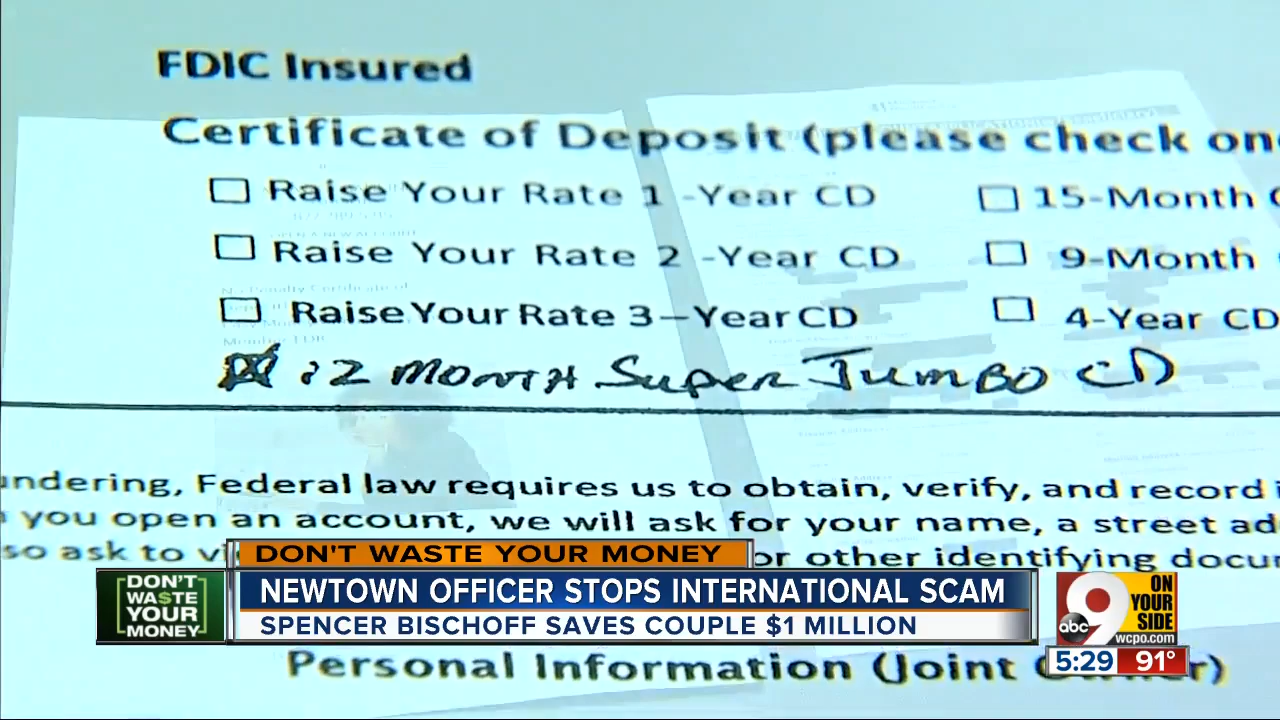 FDIC Insured
Certificate of Deposit (please check on
Raise Your Rate 1 -Year CD
15-Month
Raise Your Rate 2 -Year CD
9-Month
Raise Your Rate 3-Year CD
4-Year CD
12 Month Super Jumbo CD
undering, Federal law requires us to obtain, verify, and record
you open an account, we will ask for your name, a street ad
so ask to
or other identifying docu
DON'T WASTE YOUR MONEY
DON'T
WA$TE
YOUR
MONEY
NEWTOWN OFFICER STOPS INTERNATIONAL SCAM
SPENCER BISCHOFF SAVES COUPLE $1 MILLION
abc 9
ON
YOUR
SIDE
wcpo.com
5:29 91°
Personal Information (Joint